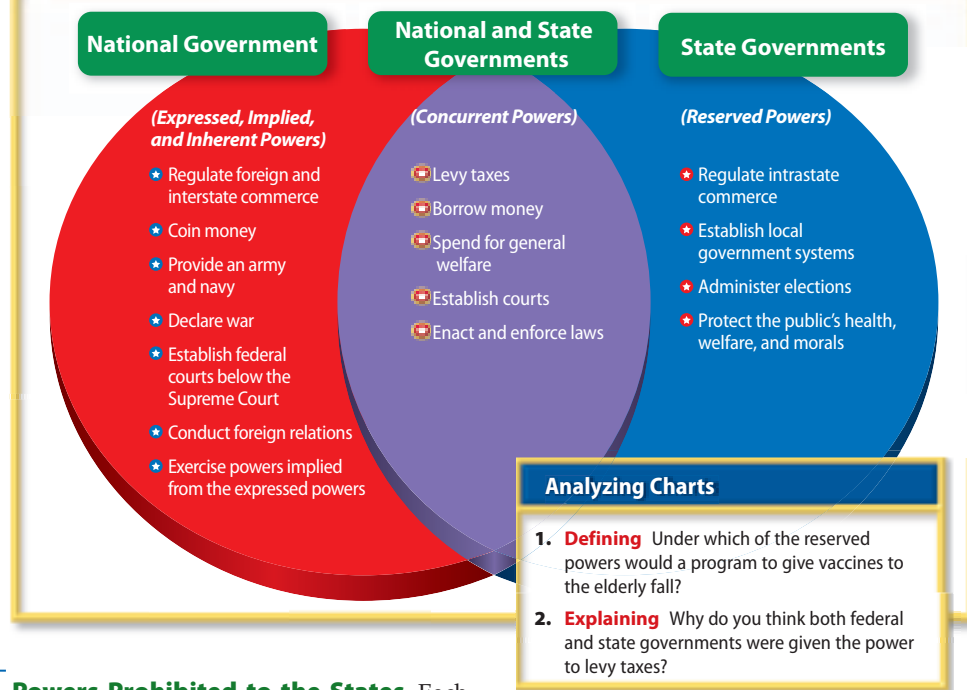 National Government
National and State
Governments
State Governments
(Expressed, Implied,
and Inherent Powers)
Regulate foreign and
interstate commerce
Coin money
Provide an army
and navy
Declare war
Establish federal
courts below the
Supreme Court
Conduct foreign relations
Exercise powers implied
from the expressed powers
(Concurrent Powers)
Levy taxes
Borrow money
Spend for general
welfare
Establish courts
Enact and enforce laws
(Reserved Powers)
Regulate intrastate
commerce
Establish local
government systems
Administer elections
Protect the public's health,
welfare, and morals
Analyzing Charts
1. Defining Under which of the reserved
powers would a program to give vaccines to
the elderly fall?
2. Explaining Why do you think both federal
and state governments were given the power
to levy taxes?
Powers Prohibited to the States Each